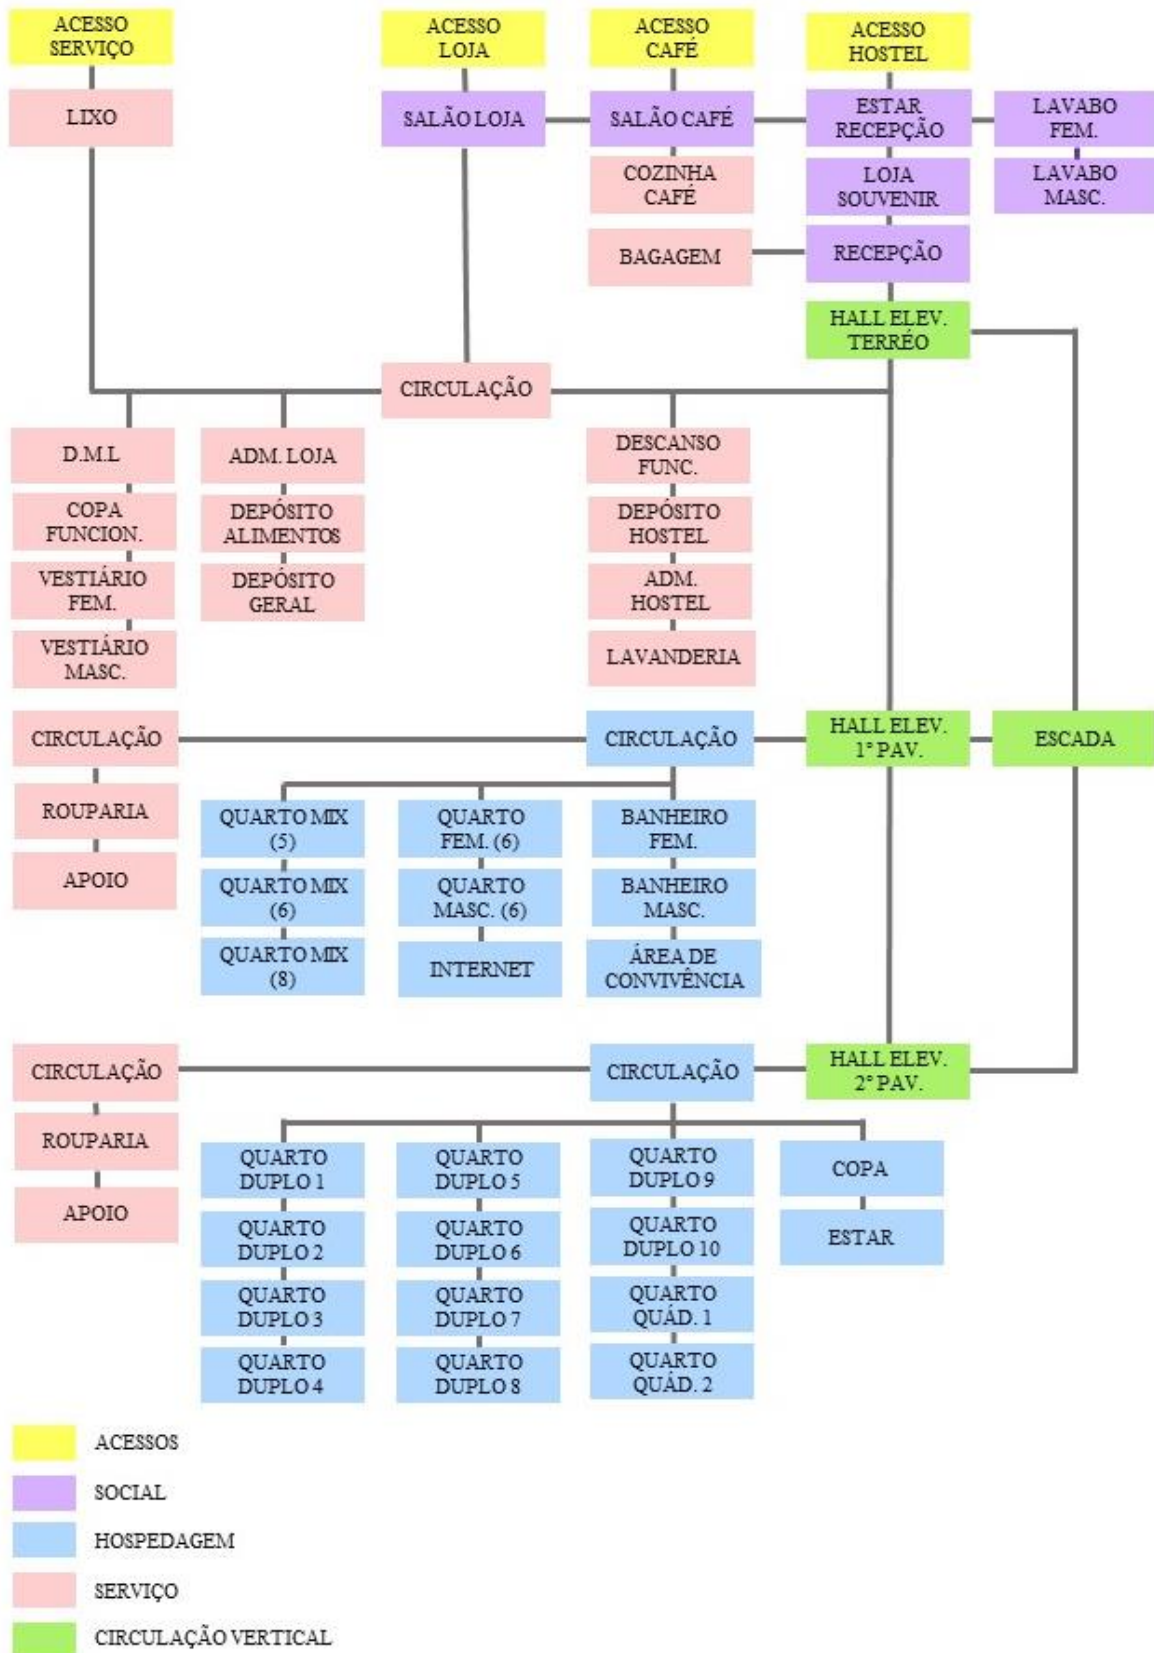 ACESSO
SERVIÇO
ACESSO
LOJA
ACESSO
CAFÉ
ACESSO
HOSTEL
LIXO
SALÃO LOJA
SALÃO CAFÉ
ESTAR
RECEPÇÃO
LAVABO
FEM.
COZINHA
CAFÉ
LOJA
SOUVENIR
LAVABO
MASC.
BAGAGEM
RECEPÇÃO
HALL ELEV.
TERRÉO
CIRCULAÇÃO
D.M.L
ADM. LOJA
DESCANSO
FUNC.
COPA
FUNCION.
DEPÓSITO
ALIMENTOS
DEPÓSITO
HOSTEL
VESTIÁRIO
FEM.
DEPÓSITO
GERAL
ADM.
HOSTEL
VESTIÁRIO
MASC.
LAVANDERIA
CIRCULAÇÃO
CIRCULAÇÃO
HALL ELEV.
1º PAV.
ESCADA
ROUPARIA
QUARTO MIX
(5)
QUARTO
FEM. (6)
BANHEIRO
FEM.
APOIO
QUARTO MIX
(6)
QUARTO
MASC. (6)
BANHEIRO
MASC.
QUARTO MIX
(8)
INTERNET
ÁREA DE
CONVIVÊNCIA
CIRCULAÇÃO
CIRCULAÇÃO
HALL ELEV.
2º PAV.
ROUPARIA
QUARTO
DUPLO 1
QUARTO
DUPLO 5
QUARTO
DUPLO 9
COPA
APOIO
QUARTO
DUPLO 2
QUARTO
DUPLO 6
QUARTO
DUPLO 10
ESTAR
QUARTO
DUPLO 3
QUARTO
DUPLO 7
QUARTO
QUÁD. 1
QUARTO
DUPLO 4
QUARTO
DUPLO 8
QUARTO
QUÁD. 2
ACESSOS
SOCIAL
HOSPEDAGEM
SERVIÇO
CIRCULAÇÃO VERTICAL